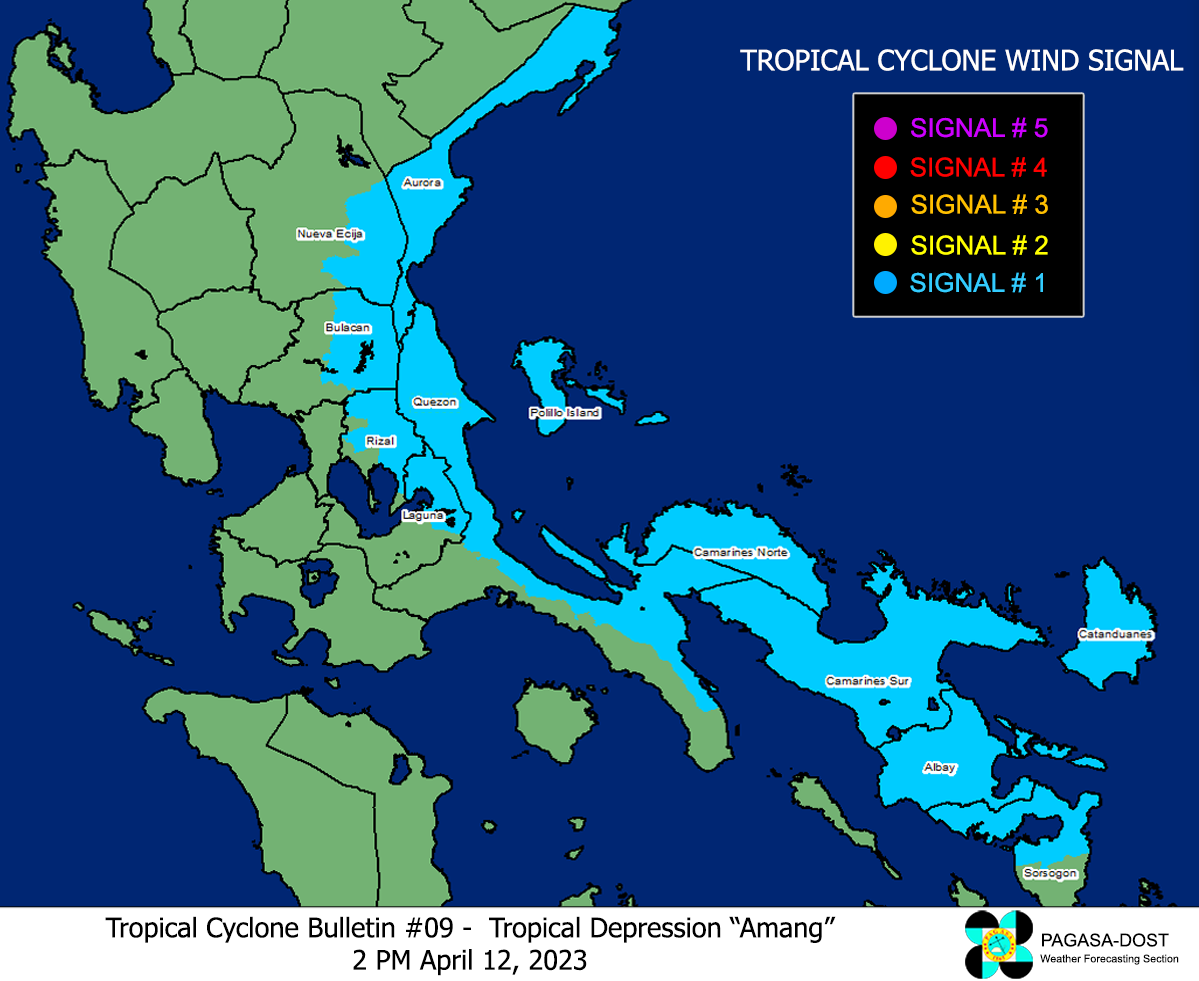 TROPICAL CYCLONE WIND SIGNAL
SIGNAL # 5
SIGNAL # 4
SIGNAL # 3
SIGNAL # 2
SIGNAL # 1
Aurora
Nueva Ecija
Bulacan
Quezon
Polillo Island
Rizal
Laguna
Camarines Norte
Catanduanes
Camarines Sur
Albay
Sorsogon
Tropical Cyclone Bulletin #09 - Tropical Depression “Amang”
2 PM April 12, 2023
PAGASA-DOST
Weather Forecasting Section